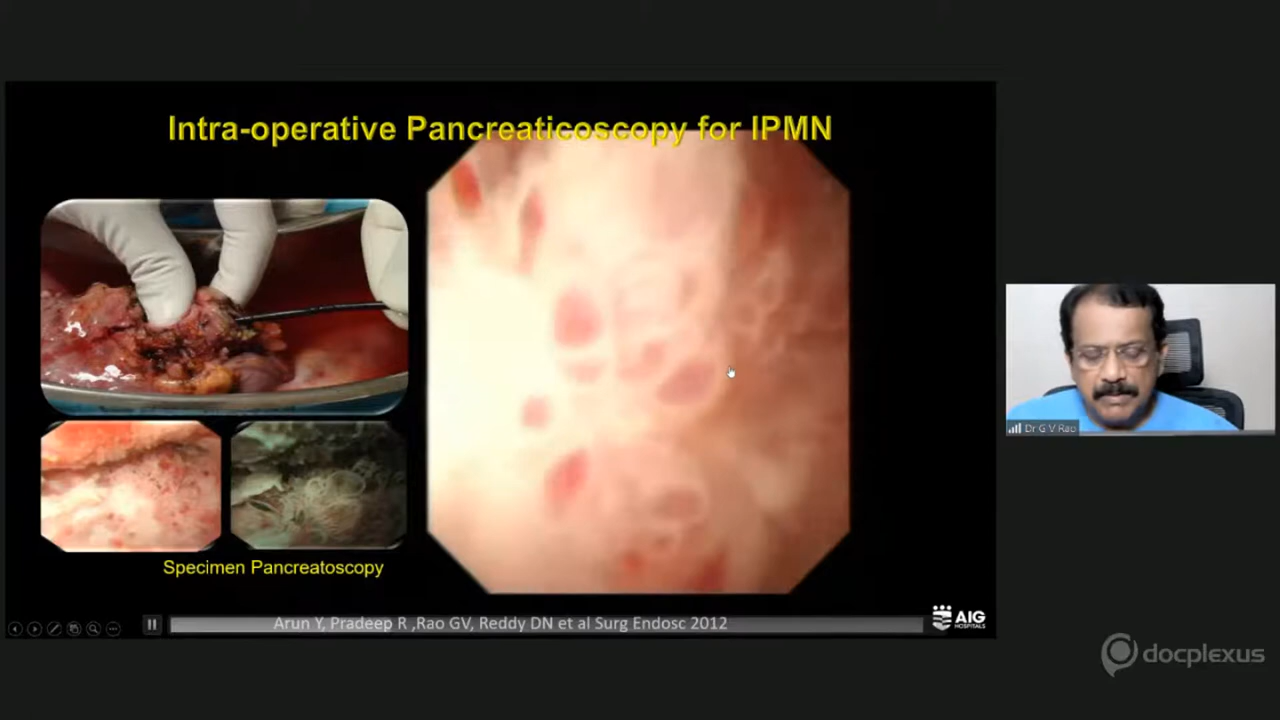 Intra-operative Pancreaticoscopy for IPMN
Specimen Pancreatoscopy
Arun Y, Pradeep R ,Rao GV, Reddy DN et al Surg Endosc 2012
AIG
HOSPITALS
Dr G V Rao
docplexus